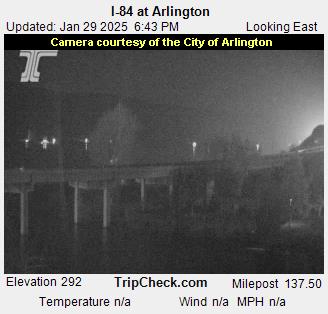 I-84 at Arlington
Updated: Jan 29 2025 6:43 PM Looking East
Camera courtesy of the City of Arlington
Elevation 292 TripCheck.com Milepost 137.50
Temperature n/a Wind n/a MPH n/a